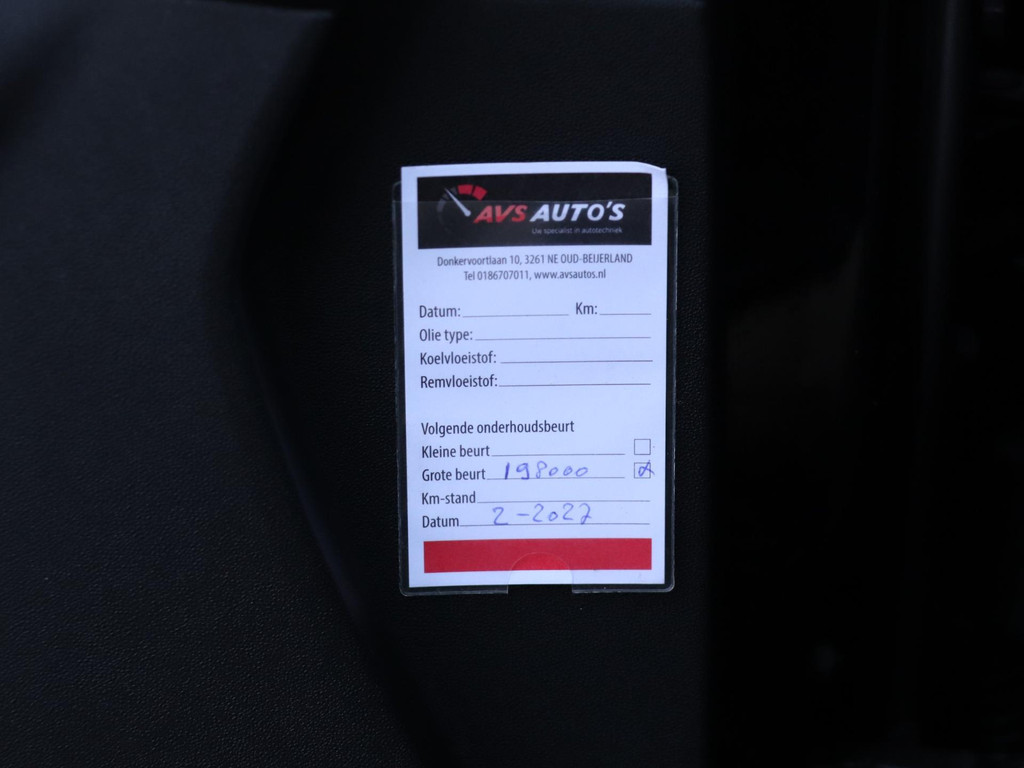 AVS AUTO'S
Uw specialist in autotechniek
Donkervoortlaan 10, 3261 NE OUD-BEIJERLAND
Tel 0186707011, www.avsautos.nl
Datum: Km:
Olie type:
Koelvloeistof:
Remvloeistof:
Volgende onderhoudsbeurt
Kleine beurt
Grote beurt 198000
Km-stand
Datum 2-2027